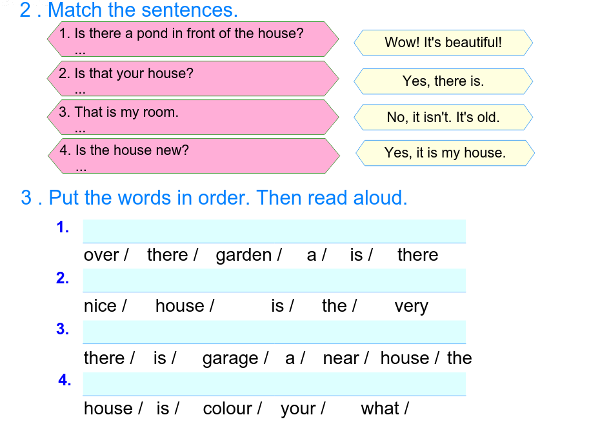 2 . Match the sentences.
1. Is there a pond in front of the house?
...
Wow! It's beautiful!
2. Is that your house?
...
Yes, there is.
3. That is my room.
...
No, it isn't. It's old.
4. Is the house new?
...
Yes, it is my house.
3 . Put the words in order. Then read aloud.
1.
over / there / garden / a / is / there
2.
nice / house / is / the / very
3.
there / is / garage / a / near / house / the
4.
house / is / colour / your / what /